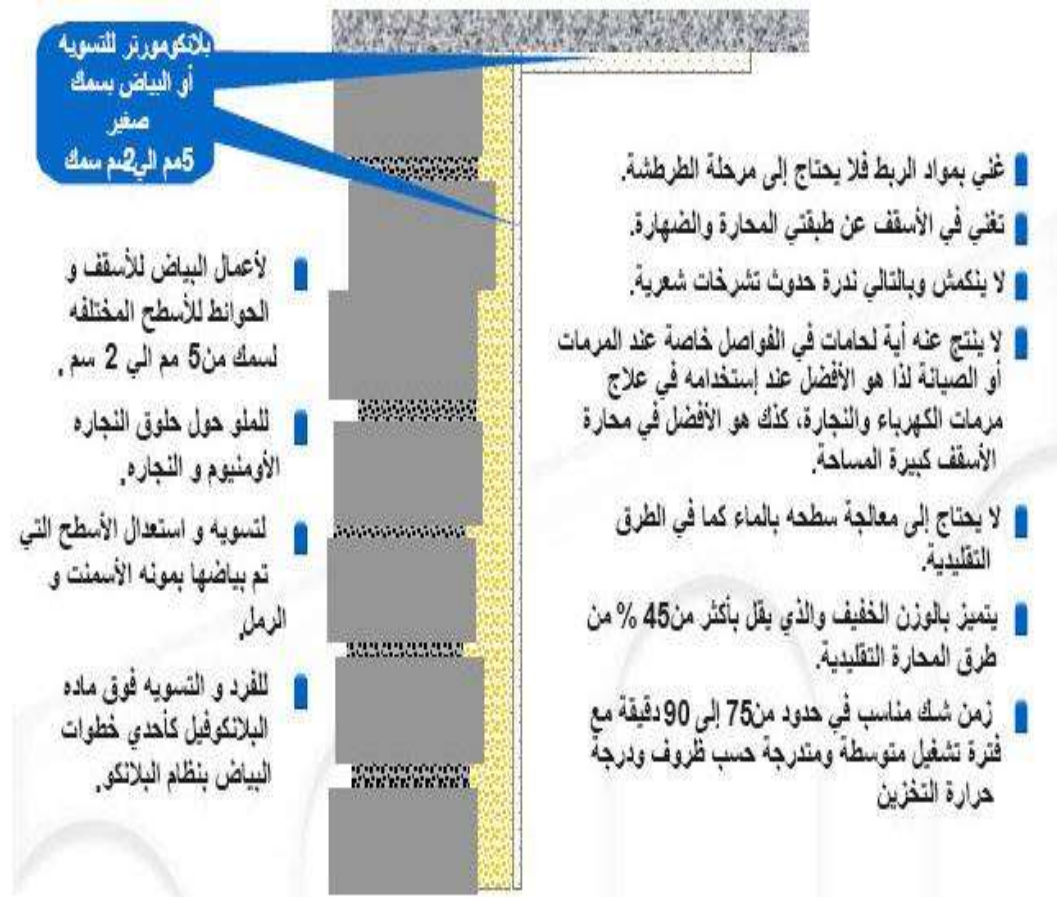 بلانكومورتر للتسويه
أو البياض بسمك
صغير
5مم الي2سم سمك
غني بمواد الربط فلا يحتاج إلى مرحلة الطرطشة.
تغني في الأسقف عن طبقتي المحارة والضهارة.
لا ينكمش وبالتالي ندرة حدوث تشرخات شعرية.
لا ينتج عنه أية لحامات في الفواصل خاصة عند المرمات
أو الصيانة لذا هو الأفضل عند إستخدامه في علاج
مرمات الكهرباء والنجارة، كذك هو الأفضل في محارة
الأسقف كبيرة المساحة.
لا يحتاج إلى معالجة سطحه بالماء كما في الطرق
التقليدية.
يتميز بالوزن الخفيف والذي يقل بأكثر من45 % من
طرق المحارة التقليدية.
زمن شك مناسب في حدود من75 إلى 90 دقيقة مع
فترة تشغيل متوسطة ومتدرجة حسب ظروف ودرجة
حرارة التخزين
لأعمال البياض للأسقف و
الحوائط للأسطح المختلفه
لسمك من5 مم الي 2 سم .
للملو حول حلوق النجاره
الأومنيوم و النجاره.
لتسويه و استعدال الأسطح التي
تم بياضها بمونه الأسمنت و
الرمل.
للفرد و التسويه فوق ماده
البلانكوفيل كأحدي خطوات
البياض بنظام البلانكو.